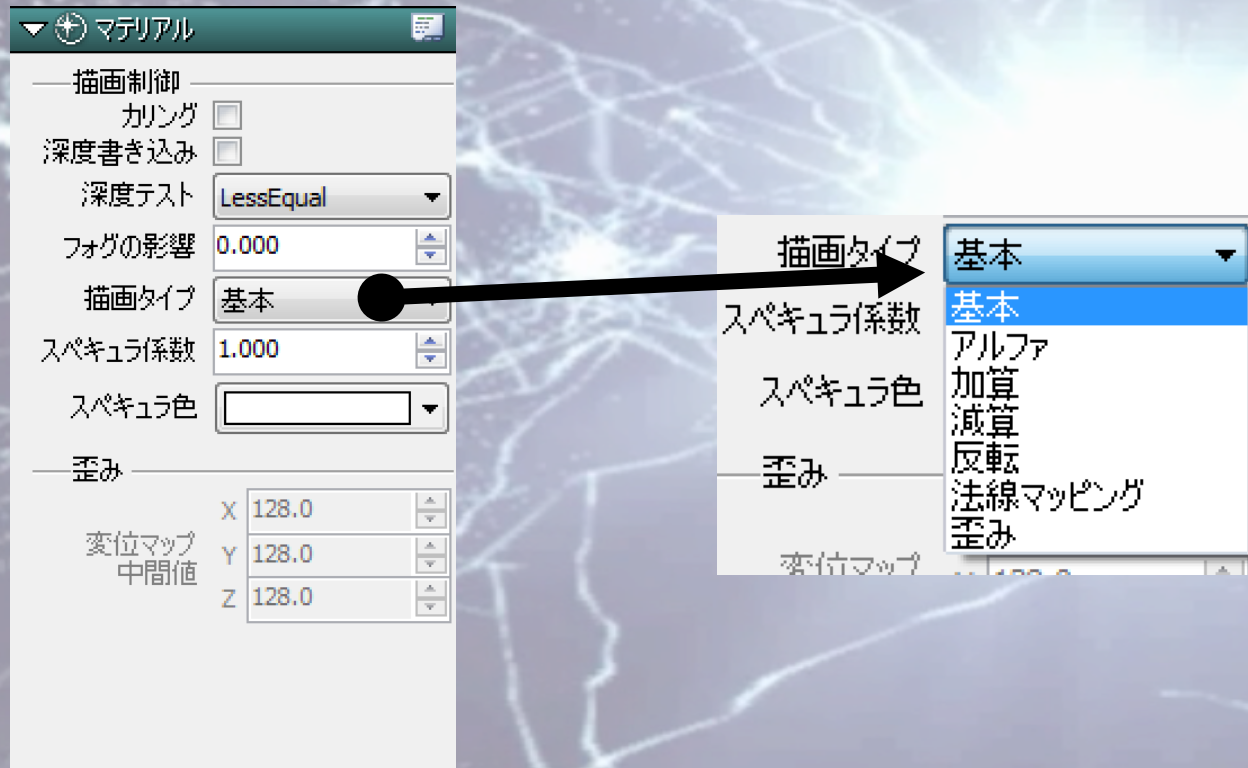 マテリアル
描画制御
カリング
深度書き込み
深度テスト LessEqual
フォグの影響 0.000
描画タイプ 基本
スペキュラ係数 1.000
スペキュラ色
歪み
変位マップ
中間値
X 128.0
Y 128.0
Z 128.0
描画タイプ 基本
基本
アルファ
加算
減算
反転
法線マッピング
歪み
スペキュラ係数
スペキュラ色
歪み
変位マップ